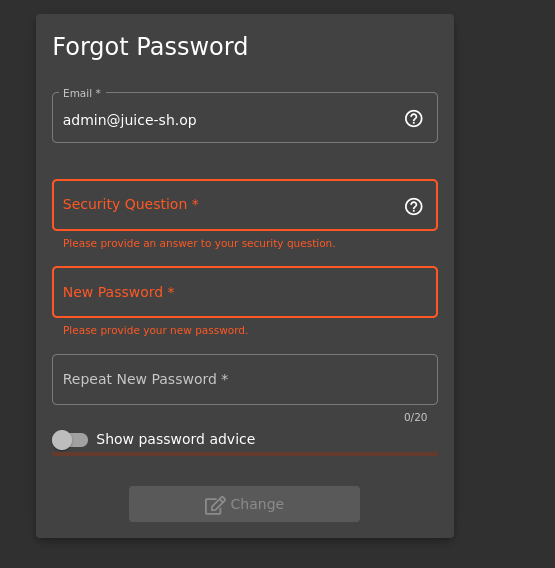 Forgot Password
Email *
admin@juice-sh.op
Security Question *
Please provide an answer to your security question.
New Password *
Please provide your new password.
Repeat New Password *
0/20
Show password advice
Change